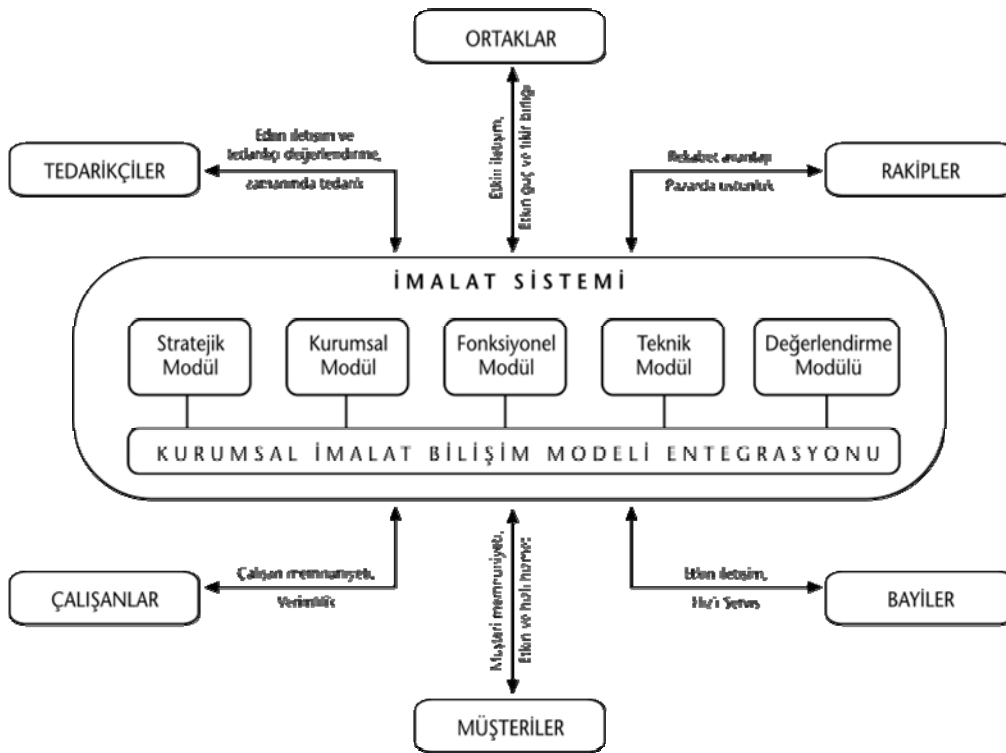 ORTAKLAR
Etkin iletişim,
Etkin güç ve fikir birliği
Etkin iletişim ve
tedarikçi değerlendirme,
zamanında tedarik
TEDARİKÇİLER
Rekabet avantajı
Pazarda üstünlük
RAKİPLER
İMALAT SİSTEMİ
Stratejik
Modül
Kurumsal
Modül
Fonksiyonel
Modül
Teknik
Modül
Değerlendirme
Modülü
KURUMSAL İMALAT BİLİŞİM MODELİ ENTEGRASYONU
ÇALIŞANLAR
Çalışan memnuniyeti,
Verimlilik
Müşteri memnuniyeti,
Etkin ve hızlı hizmet
Etkin iletişim,
Hızlı Servis
BAYİLER
MÜŞTERİLER